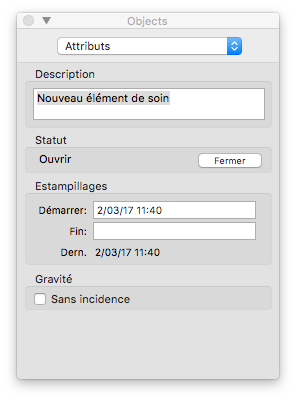 Objects
Attributs
Description
Nouveau élément de soin
Statut
Ouvrir Fermer
Estampillages
Démarrer: 2/03/17 11:40
Fin:
Dern. 2/03/17 11:40
Gravité
Sans incidence